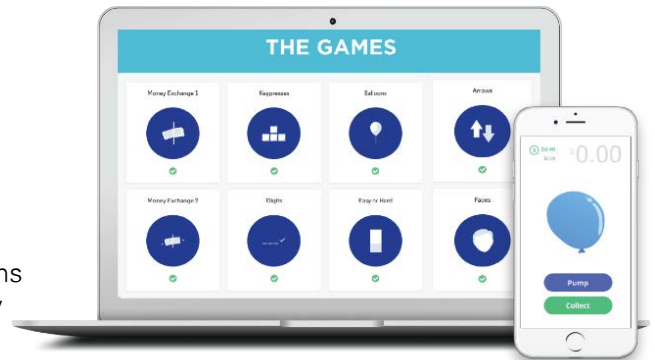 THE GAMES
Money Exchange 1
Keypresses
Balloons
Arrows
Money Exchange 2
Digits
Easy or Hard
Faces
0.00
Pump
Collect
ns